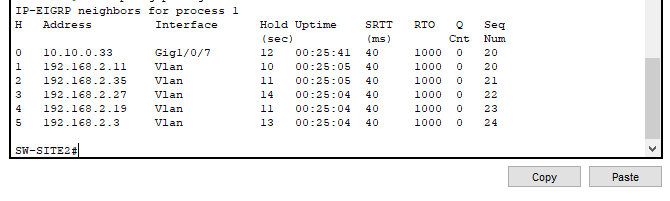 IP-EIGRP neighbors for process 1
H Address Interface Hold Uptime SRTT RTO Q Seq
(sec) (ms) Cnt Num
0 10.10.0.33 Gig1/0/7 12 00:25:41 40 1000 0 20
1 192.168.2.11 Vlan 10 00:25:05 40 1000 0 20
2 192.168.2.35 Vlan 11 00:25:05 40 1000 0 21
3 192.168.2.27 Vlan 14 00:25:04 40 1000 0 22
4 192.168.2.19 Vlan 11 00:25:04 40 1000 0 23
5 192.168.2.3 Vlan 13 00:25:04 40 1000 0 24
SW-SITE2#
Copy Paste